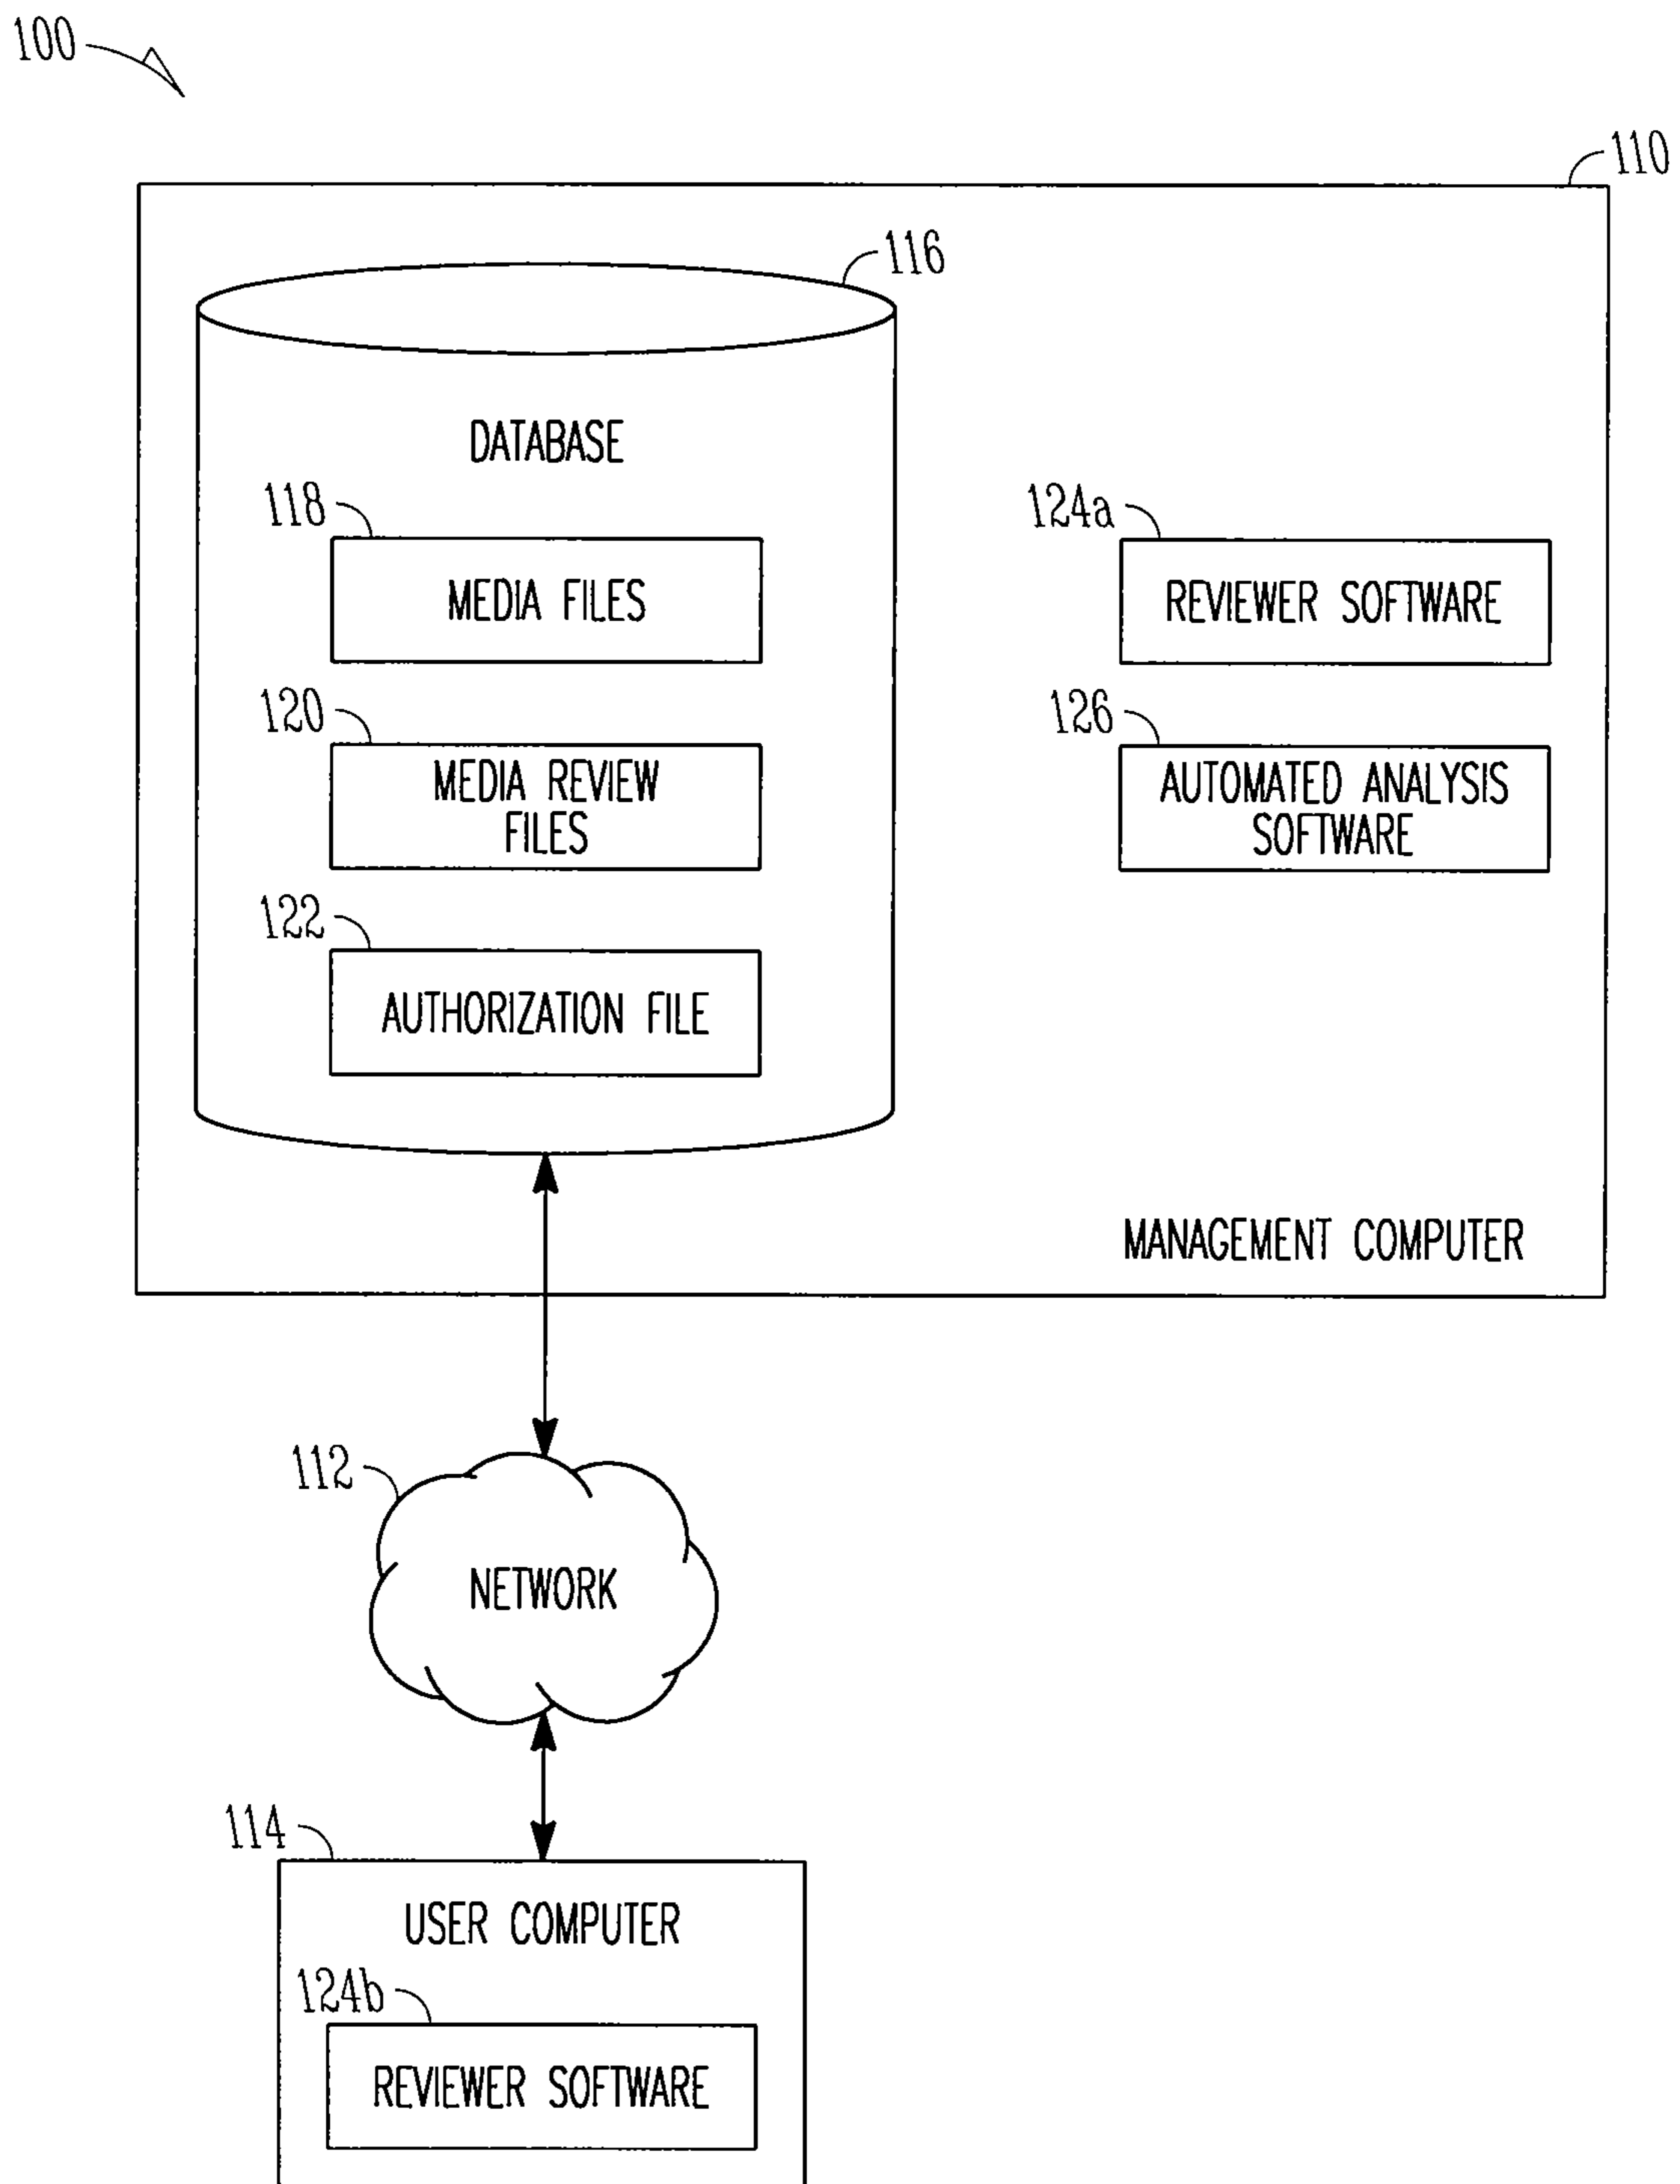 100
110
116
DATABASE
118
MEDIA FILES
124a
REVIEWER SOFTWARE
120
MEDIA REVIEW
FILES
126
AUTOMATED ANALYSIS
SOFTWARE
122
AUTHORIZATION FILE
MANAGEMENT COMPUTER
112
NETWORK
114
USER COMPUTER
124b
REVIEWER SOFTWARE